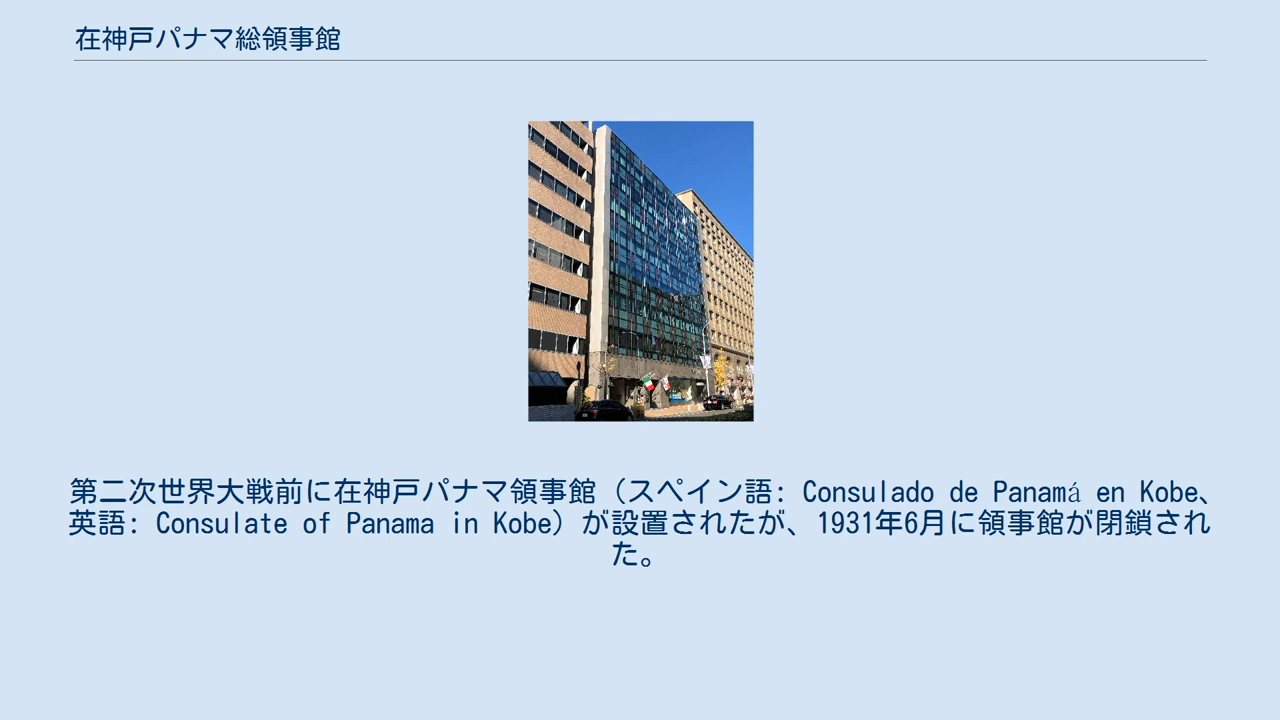 在神戸パナマ総領事館
第二次世界大戦前に在神戸パナマ領事館（スペイン語: Consulado de Panamá en Kobe、
英語: Consulate of Panama in Kobe）が設置されたが、1931年6月に領事館が閉鎖され
た。